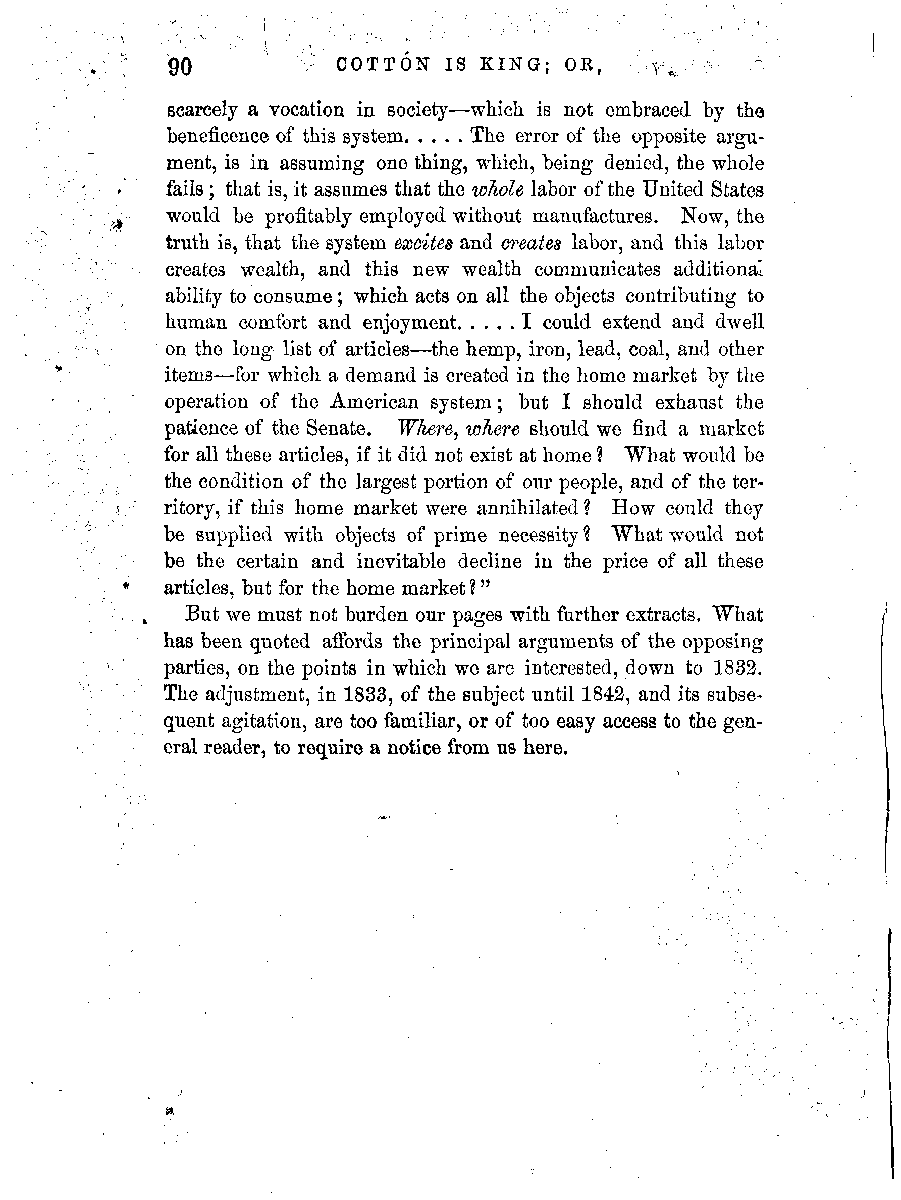 90 COTTON IS KING; OR,
scarcely a vocation in society—which is not embraced by the
beneficence of this system. . . . . The error of the opposite argu-
ment, is in assuming one thing, which, being denied, the whole
fails; that is, it assumes that the whole labor of the United States
would be profitably employed without manufactures. Now, the
truth is, that the system excites and creates labor, and this labor
creates wealth, and this new wealth communicates additional
ability to consume; which acts on all the objects contributing to
human comfort and enjoyment. . . . . I could extend and dwell
on the long list of articles—the hemp, iron, lead, coal, and other
items—for which a demand is created in the home market by the
operation of the American system; but I should exhaust the
patience of the Senate. Where, where should we find a market
for all these articles, if it did not exist at home? What would be
the condition of the largest portion of our people, and of the ter-
ritory, if this home market were annihilated? How could they
be supplied with objects of prime necessity? What would not
be the certain and inevitable decline in the price of all these
articles, but for the home market?"
But we must not burden our pages with further extracts. What
has been quoted affords the principal arguments of the opposing
parties, on the points in which we are interested, down to 1832.
The adjustment, in 1833, of the subject until 1842, and its subse-
quent agitation, are too familiar, or of too easy access to the gen-
eral reader, to require a notice from us here.